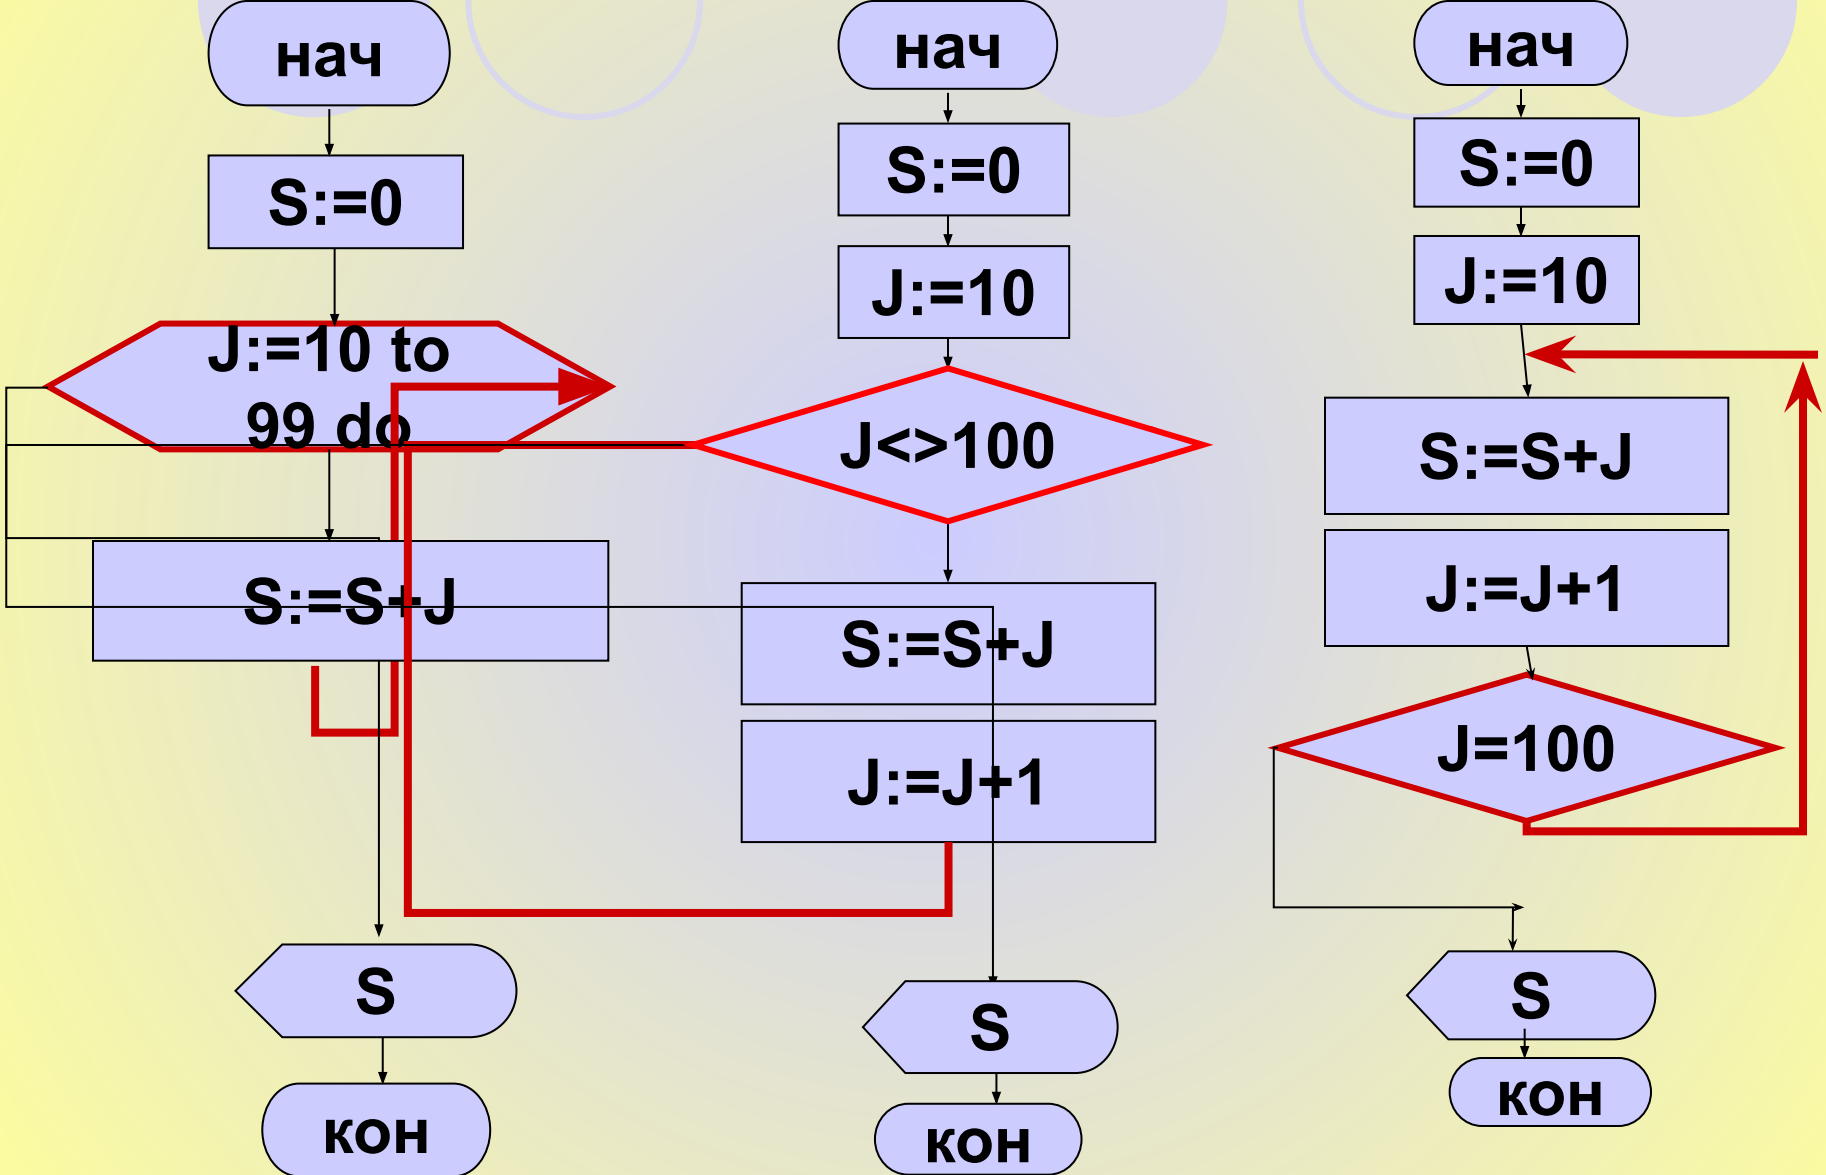 нач
S:=0
J:=10 to
99 do
S:=S+J
S
кон
нач
S:=0
J:=10
J<>100
S:=S+J
J:=J+1
S
кон
нач
S:=0
J:=10
S:=S+J
J:=J+1
J=100
S
кон